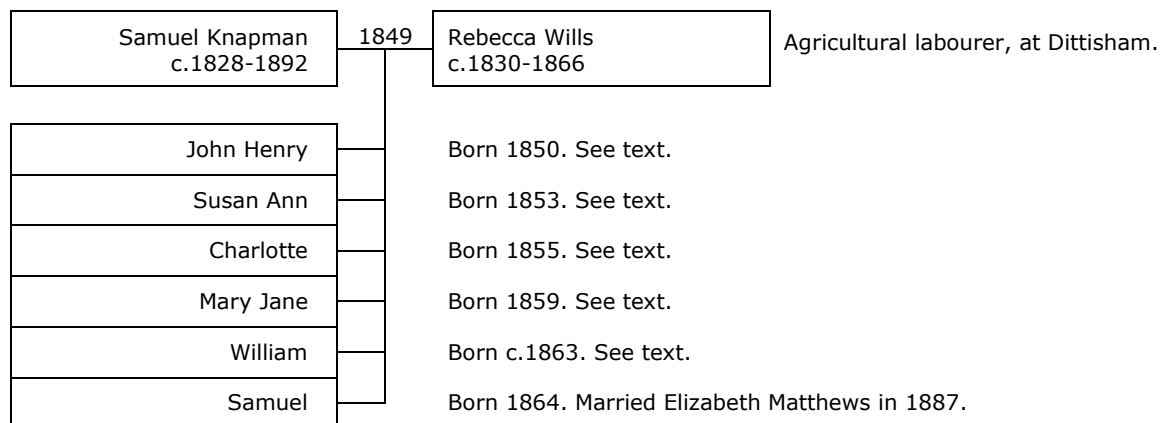 Samuel Knapman 1849 Rebecca Wills Agricultural labourer, at Dittisham.
c.1828-1892 c.1830-1866
John Henry Born 1850. See text.
Susan Ann Born 1853. See text.
Charlotte Born 1855. See text.
Mary Jane Born 1859. See text.
William Born c.1863. See text.
Samuel Born 1864. Married Elizabeth Matthews in 1887.